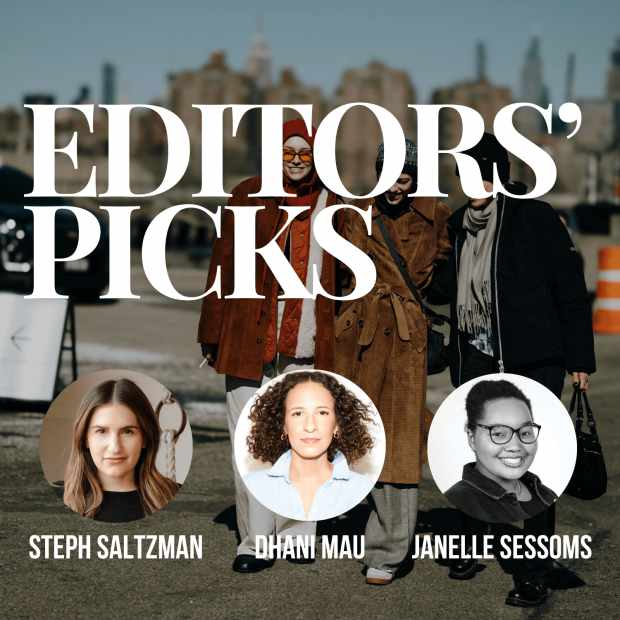 EDITORS'
PICKS
STEPH SALTZMAN
DHANI MAU
JANELLE SESSOMS